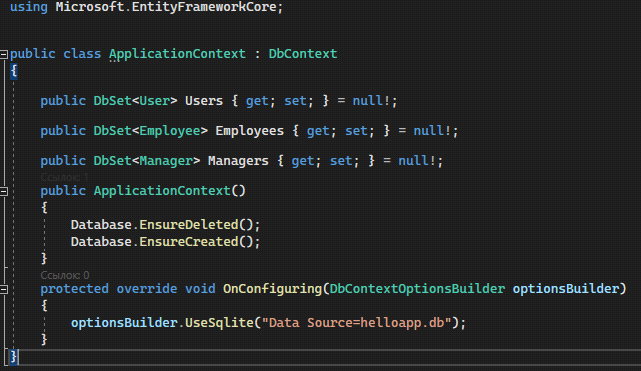 using Microsoft.EntityFrameworkCore;
public class ApplicationContext : DbContext
{
public DbSet<User> Users { get; set; } = null!;
public DbSet<Employee> Employees { get; set; } = null!;
public DbSet<Manager> Managers { get; set; } = null!;
Ссылок: 1
public ApplicationContext()
{
Database.EnsureDeleted();
Database.EnsureCreated();
}
Ссылок: 0
protected override void OnConfiguring(DbContextOptionsBuilder optionsBuilder)
{
optionsBuilder.UseSqlite("Data Source=helloapp.db");
}
}